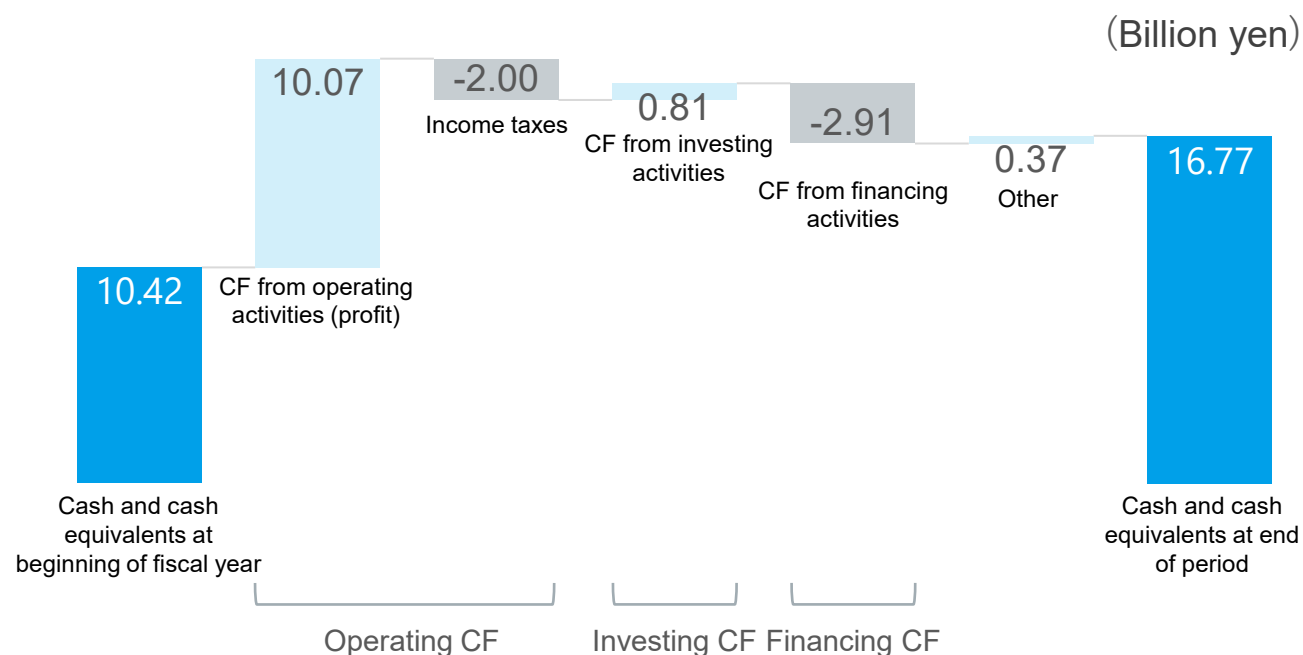 （Billion yen）
10.07
-2.00
Income taxes
0.81
CF from investing
activities
-2.91
CF from financing
activities
0.37
Other
16.77
10.42
CF from operating
activities (profit)
Cash and cash
equivalents at
beginning of fiscal year
Cash and cash
equivalents at end
of period
Operating CF
Investing CF
Financing CF